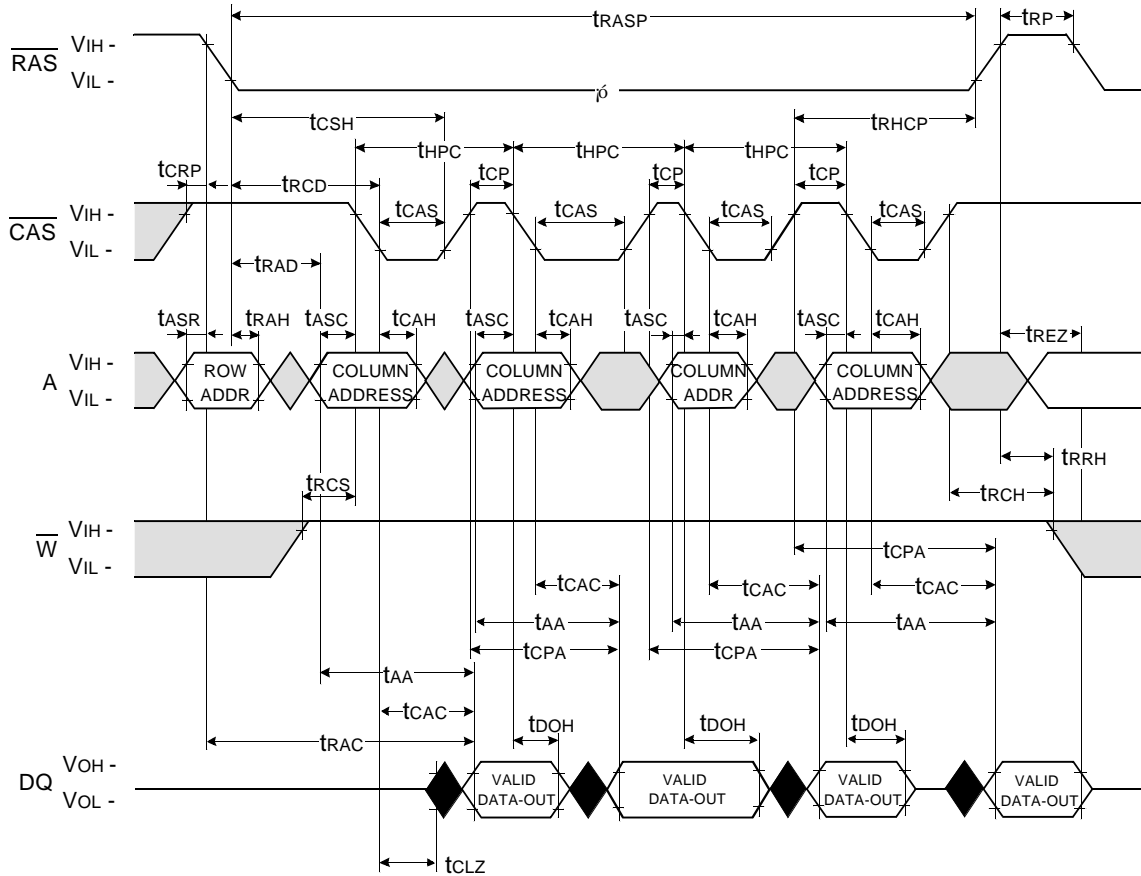 tRASP
tRP
RAS
VIH -
VIL -
ιρό
tCSH
tRHCP
tHPC
tHPC
tHPC
tCRP
tRCD
tCP
tCP
tCP
CAS
VIH -
VIL -
tCAS
tCAS
tCAS
tCAS
tRAD
tASR
tRAH
tASC
tCAH
tASC
tCAH
tASC
tCAH
tASC
tCAH
tREZ
A
VIH -
VIL -
ROW
ADDR
COLUMN
ADDRESS
COLUMN
ADDRESS
COLUMN
ADDR
COLUMN
ADDRESS
tRRH
tRCS
tRCH
W
VIH -
VIL -
tCPA
tCAC
tCAC
tCAC
tAA
tAA
tAA
tCPA
tCPA
tAA
tCAC
tRAC
tDOH
tDOH
tDOH
DQ
VOH -
VOL -
VALID
DATA-OUT
VALID
DATA-OUT
VALID
DATA-OUT
VALID
DATA-OUT
tCLZ